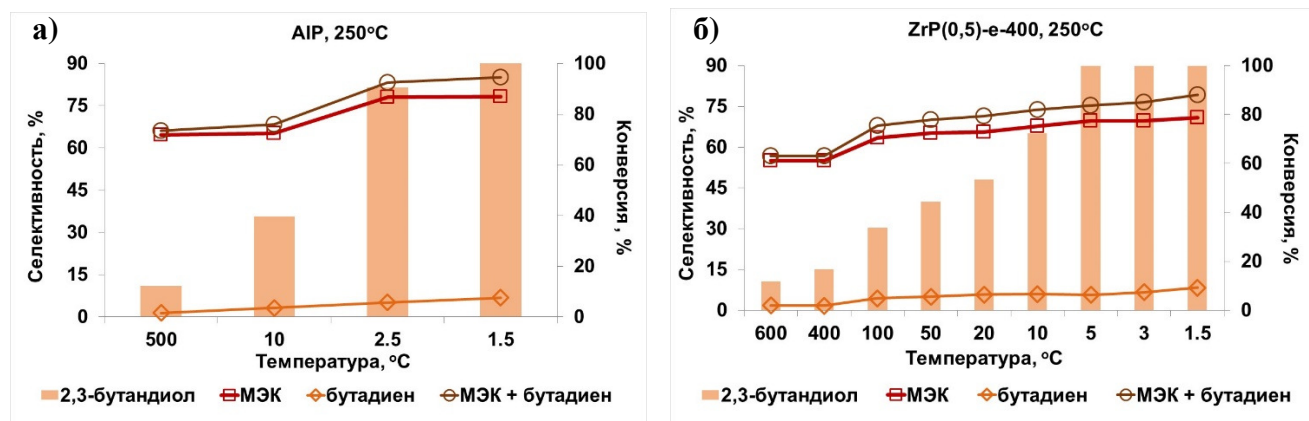 а)
AlP, 250°C
Селективность, %
90
75
60
45
30
15
0
100
80
60
40
20
0
Конверсия, %
500 10 2.5 1.5
Температура, °C
2,3-бутандиол МЭК бутадиен МЭК + бутадиен
б)
ZrP(0,5)-e-400, 250°C
Селективность, %
90
75
60
45
30
15
0
100
80
60
40
20
0
Конверсия, %
600 400 100 50 20 10 5 3 1.5
Температура, °C
2,3-бутандиол МЭК бутадиен МЭК + бутадиен